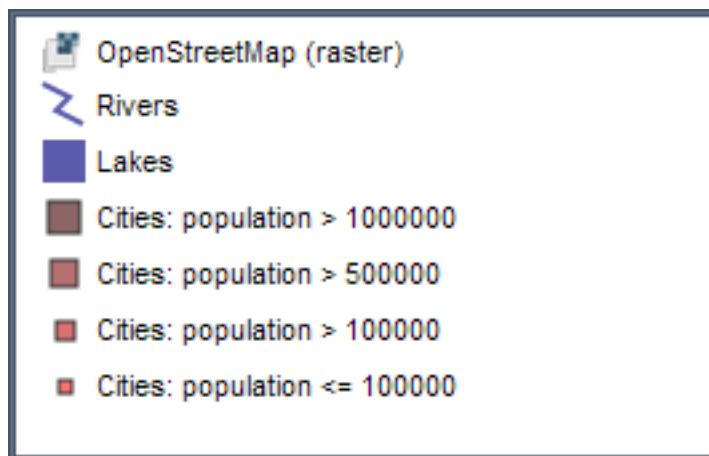 OpenStreetMap (raster)
Rivers
Lakes
Cities: population > 1000000
Cities: population > 500000
Cities: population > 100000
Cities: population <= 100000